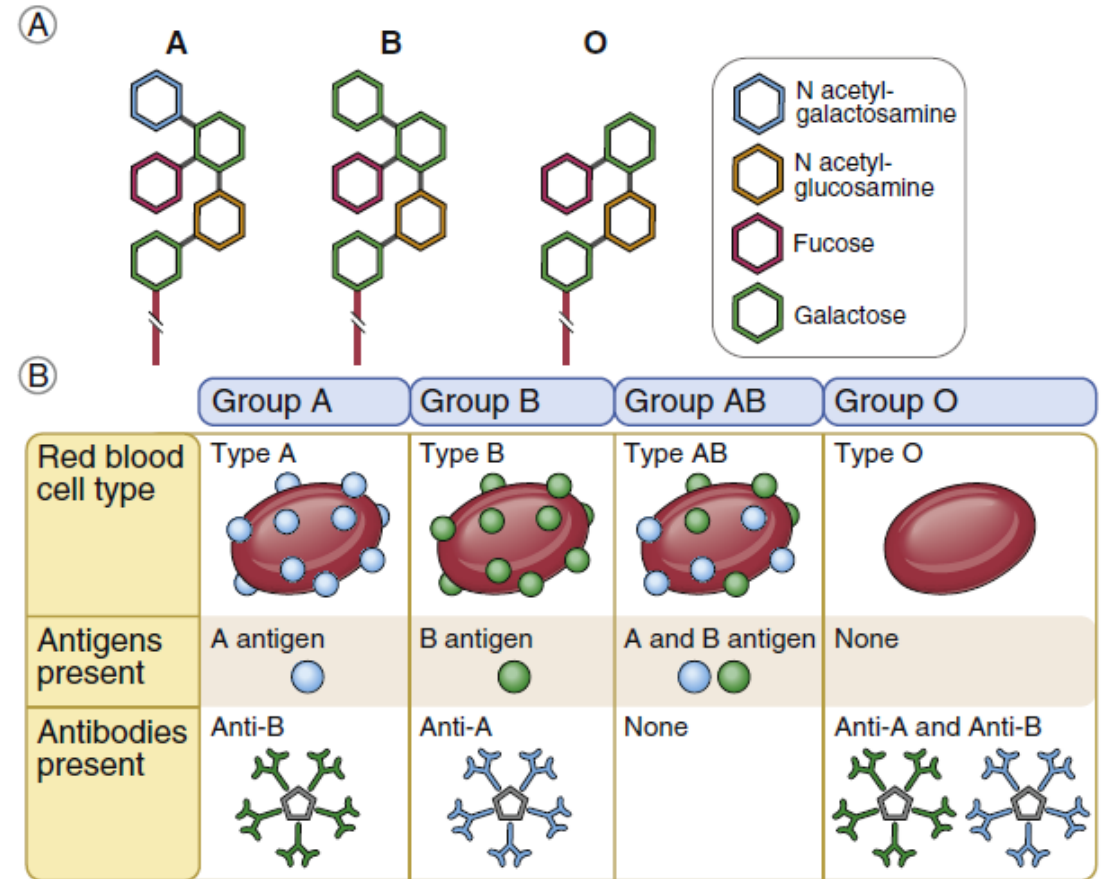 A
A B O
N acetyl-
galactosamine
N acetyl-
glucosamine
Fucose
Galactose
B
Group A Group B Group AB Group O
Red blood
cell type
Type A Type B Type AB Type O
Antigens
present
A antigen B antigen A and B antigen None
Antibodies
present
Anti-B Anti-A None Anti-A and Anti-B